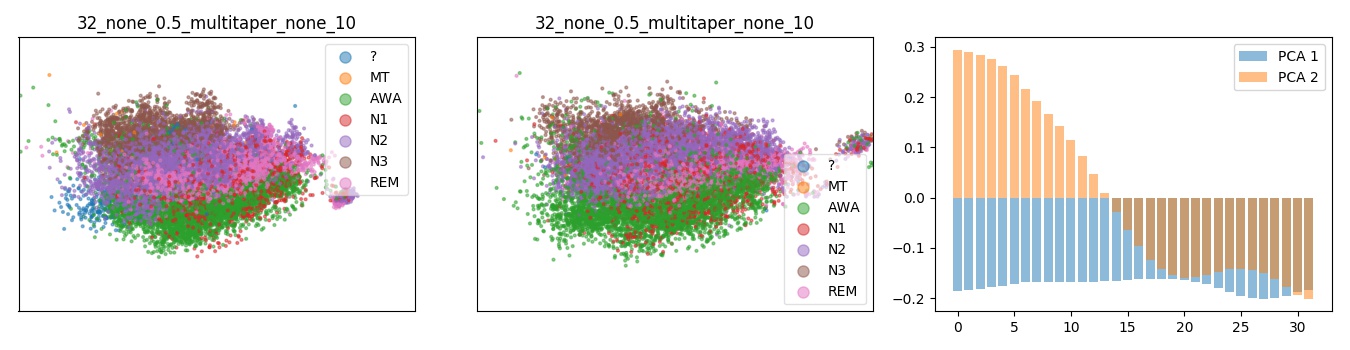 32_none_0.5_multitaper_none_10
?
MT
AWA
N1
N2
N3
REM
32_none_0.5_multitaper_none_10
?
MT
AWA
N1
N2
N3
REM
PCA 1
PCA 2
0.3
0.2
0.1
0.0
−0.1
−0.2
0 5 10 15 20 25 30